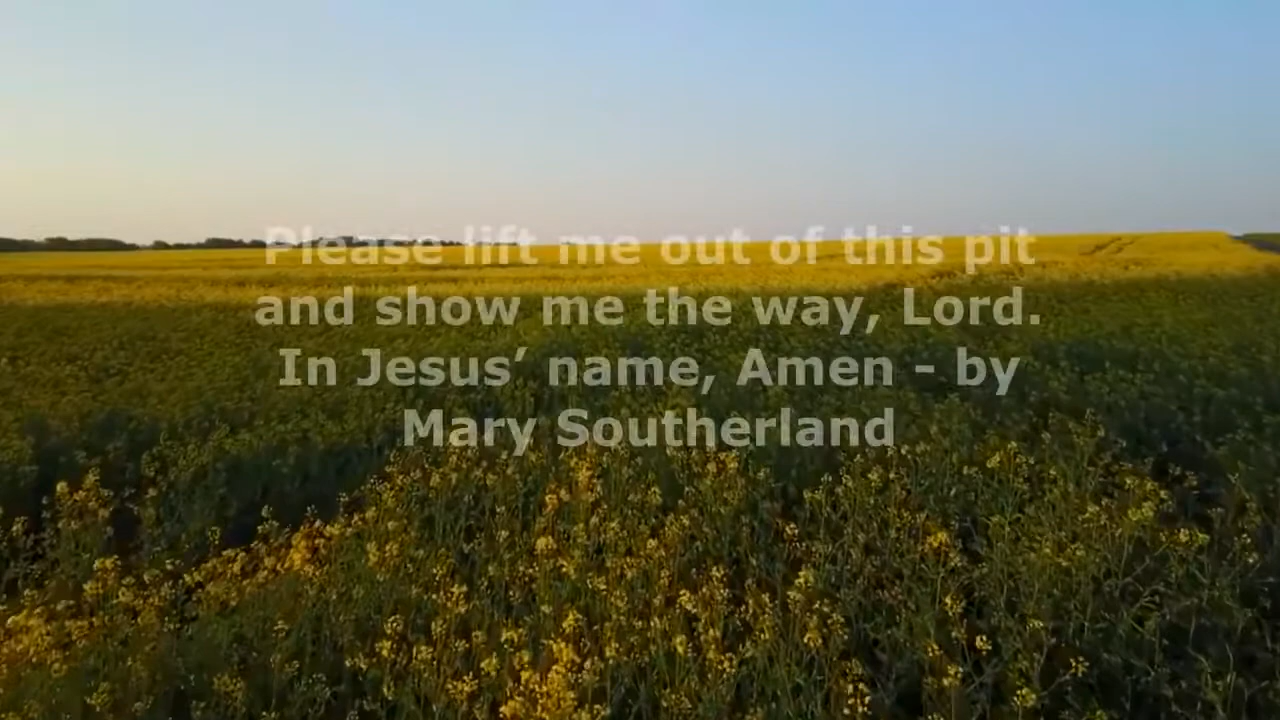 Please lift me out of this pit
and show me the way, Lord.
In Jesus’ name, Amen - by
Mary Southerland